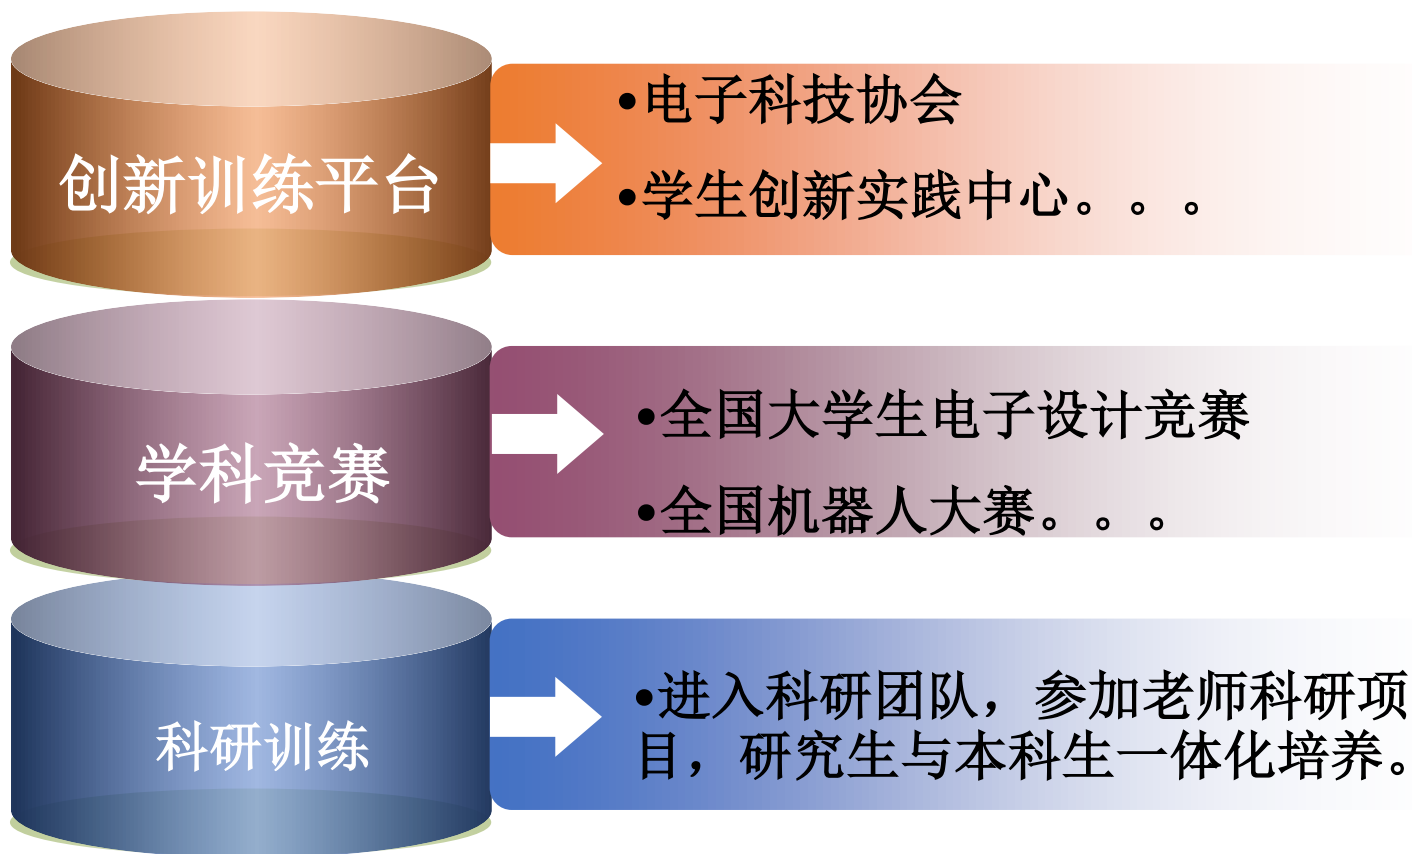 创新训练平台
•电子科技协会
•学生创新实践中心。。。
学科竞赛
•全国大学生电子设计竞赛
•全国机器人大赛。。。
科研训练
•进入科研团队，参加老师科研项
目，研究生与本科生一体化培养。